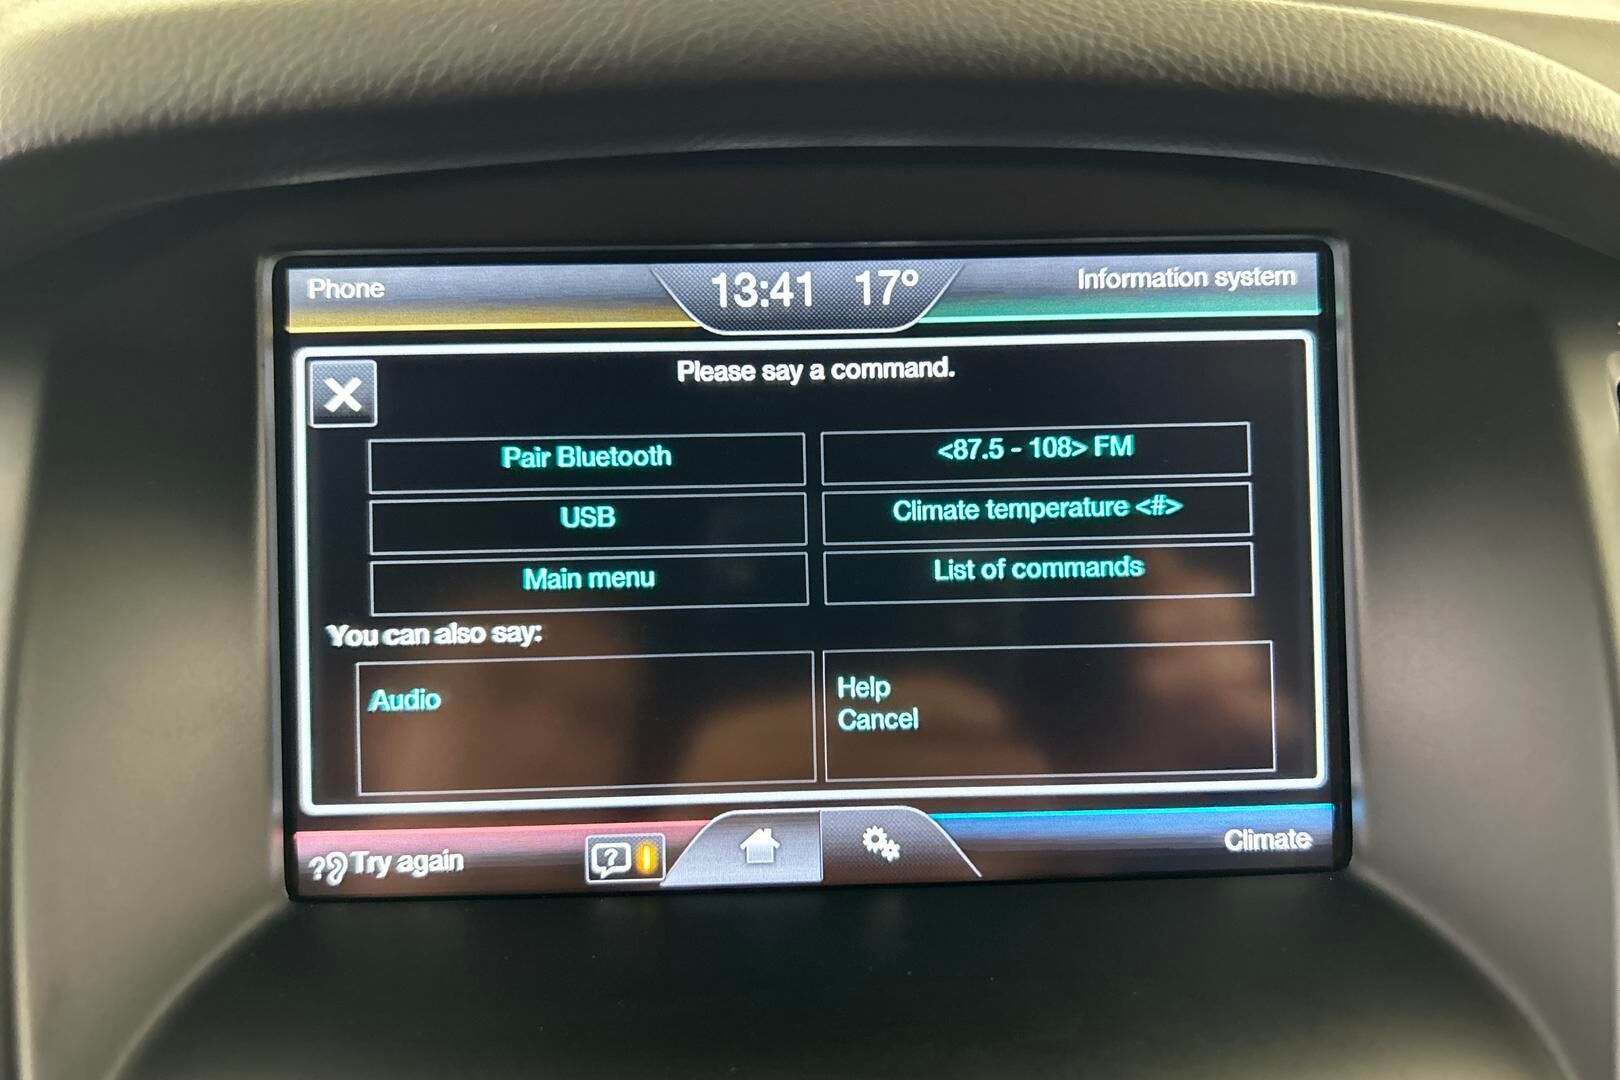 Phone
13:41 17°
Information system
Please say a command.
Pair Bluetooth
<87.5 - 108> FM
USB
Climate temperature <#>
Main menu
List of commands
You can also say:
Audio
Help
Cancel
?? Try again
?
Climate